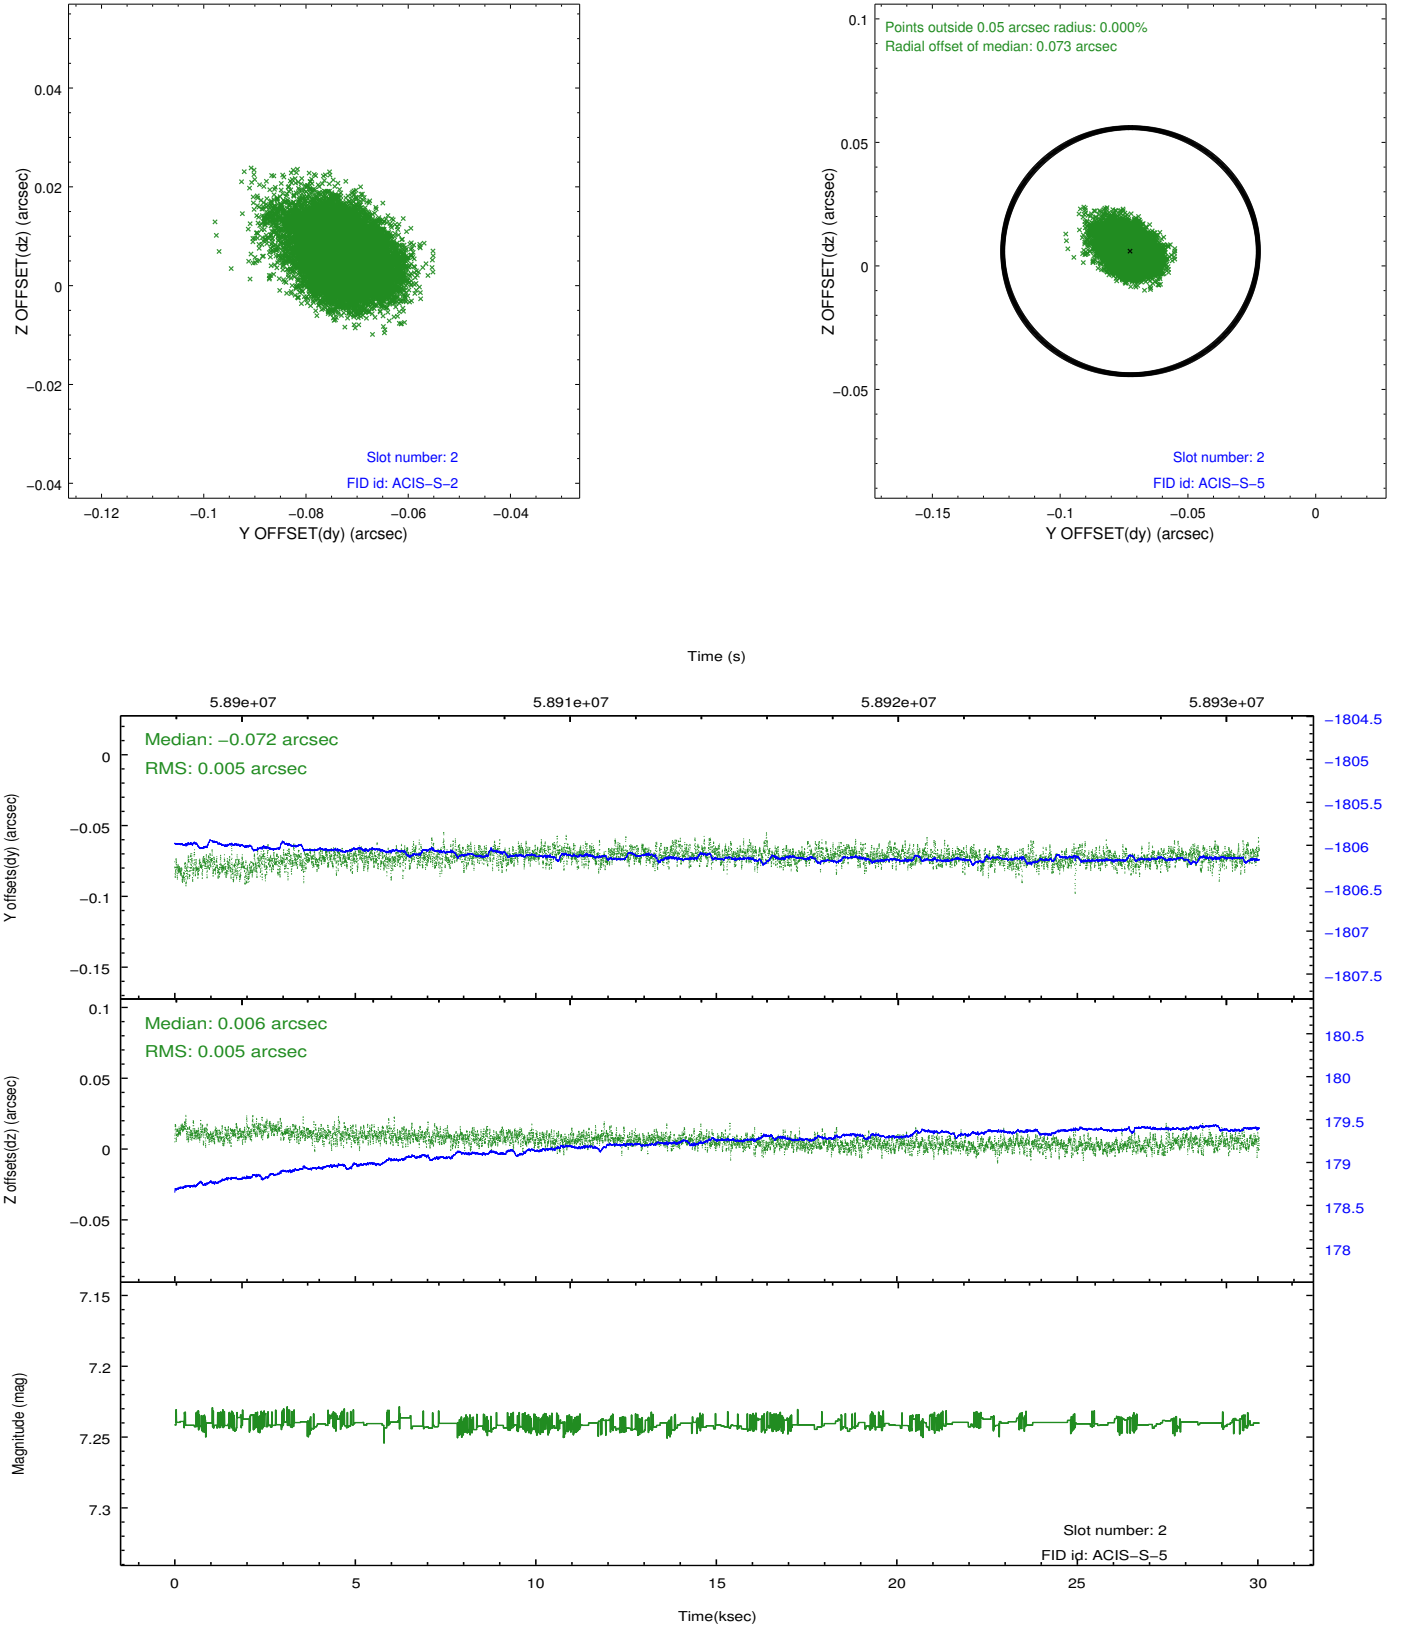 0.04
0.02
0
−0.02
−0.04
Z OFFSET(dz) (arcsec)
Slot number: 2
FID id: ACIS−S−2
−0.12
−0.1
−0.08
−0.06
−0.04
Y OFFSET(dy) (arcsec)
Points outside 0.05 arcsec radius: 0.000%
Radial offset of median: 0.073 arcsec
0.1
0.05
0
−0.05
Z OFFSET(dz) (arcsec)
Slot number: 2
FID id: ACIS−S−5
−0.15
−0.1
−0.05
0
Y OFFSET(dy) (arcsec)
Time (s)
5.89e+07
5.891e+07
5.892e+07
5.893e+07
Median: −0.072 arcsec
RMS: 0.005 arcsec
0
−0.05
−0.1
−0.15
Y offsets(dy) (arcsec)
−1804.5
−1805
−1805.5
−1806
−1806.5
−1807
−1807.5
Median: 0.006 arcsec
RMS: 0.005 arcsec
0.1
0.05
0
−0.05
Z offsets(dz) (arcsec)
180.5
180
179.5
179
178.5
178
7.15
7.2
7.25
7.3
Magnitude (mag)
Slot number: 2
FID id: ACIS−S−5
0
5
10
15
20
25
30
Time(ksec)